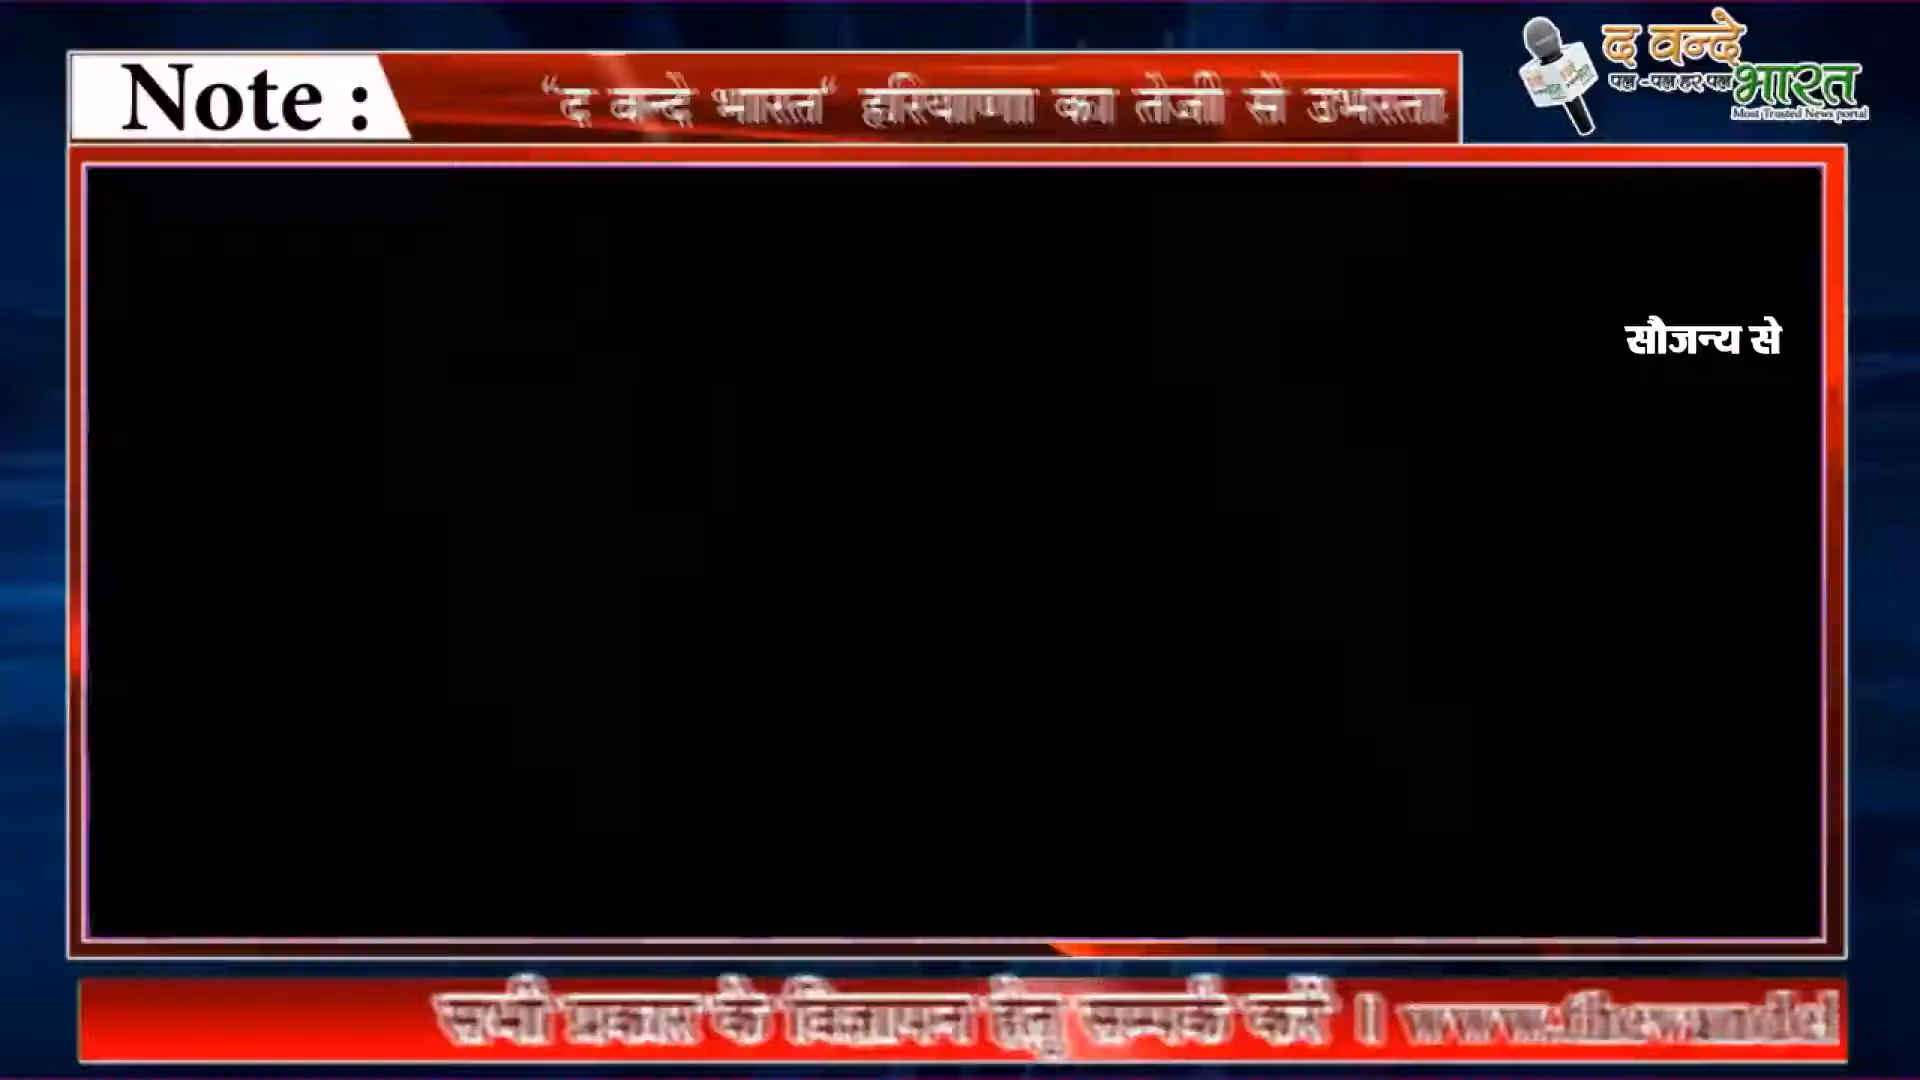 Note :
“द वन्दे भारत“ हरियाणा का तेजी से उभरता
द वन्दे
पल -पल हर पल
भारत
Most Trusted News portal
सौजन्य से
सभी प्रकार के विज्ञापन हेतु सम्पर्क करें । www.thewande